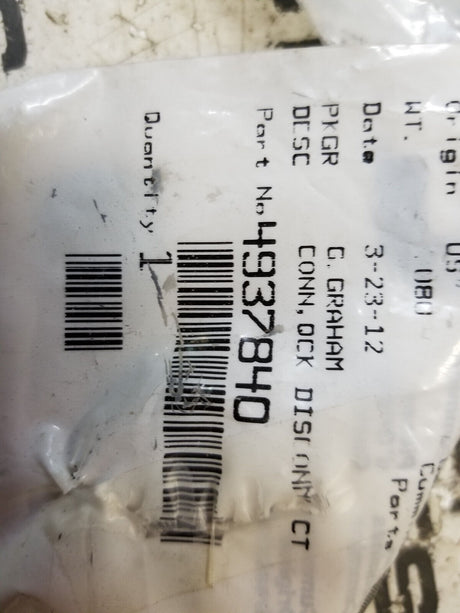 Parts
Origin US
WT. .080
Date 3-23-12
PKGR G. GRAHAM
DESC CONN,QCK DISCONNECT
Part No. 4937840
Quantity 1